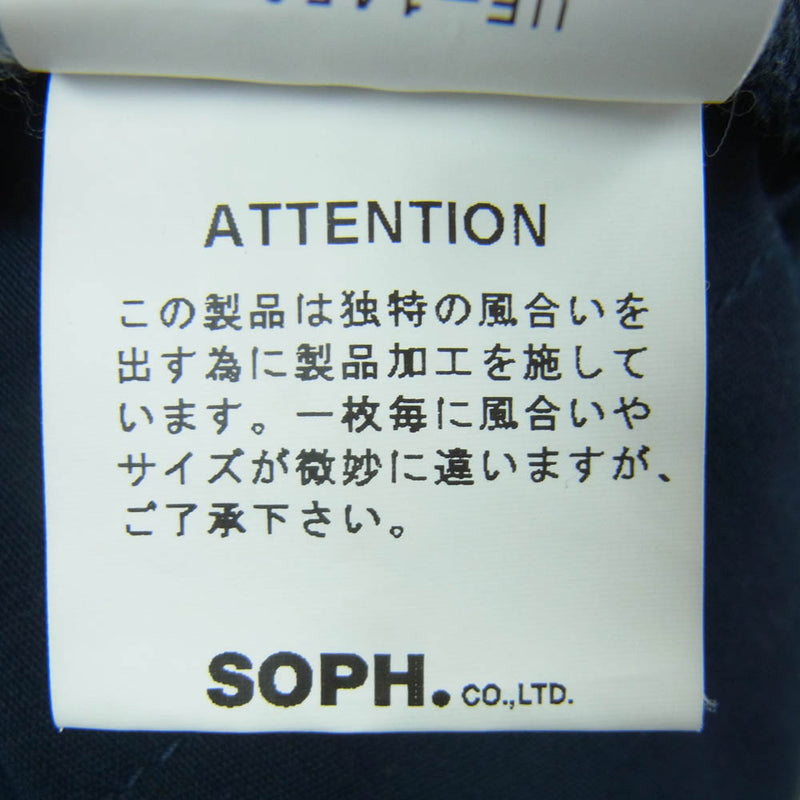 ATTENTION
この製品は独特の風合いを
出す為に製品加工を施して
います。一枚毎に風合いや
サイズが微妙に違いますが、
ご了承下さい。
SOPH. CO.,LTD.